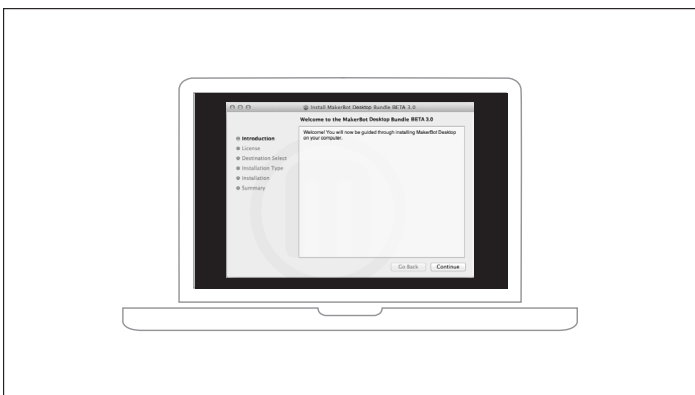 Install MakerBot Desktop Bundle BETA 3.0
Welcome to the MakerBot Desktop Bundle BETA 3.0
Introduction
License
Destination Select
Installation Type
Installation
Summary
Welcome! You will now be guided through installing MakerBot Desktop
on your computer.
Go Back
Continue